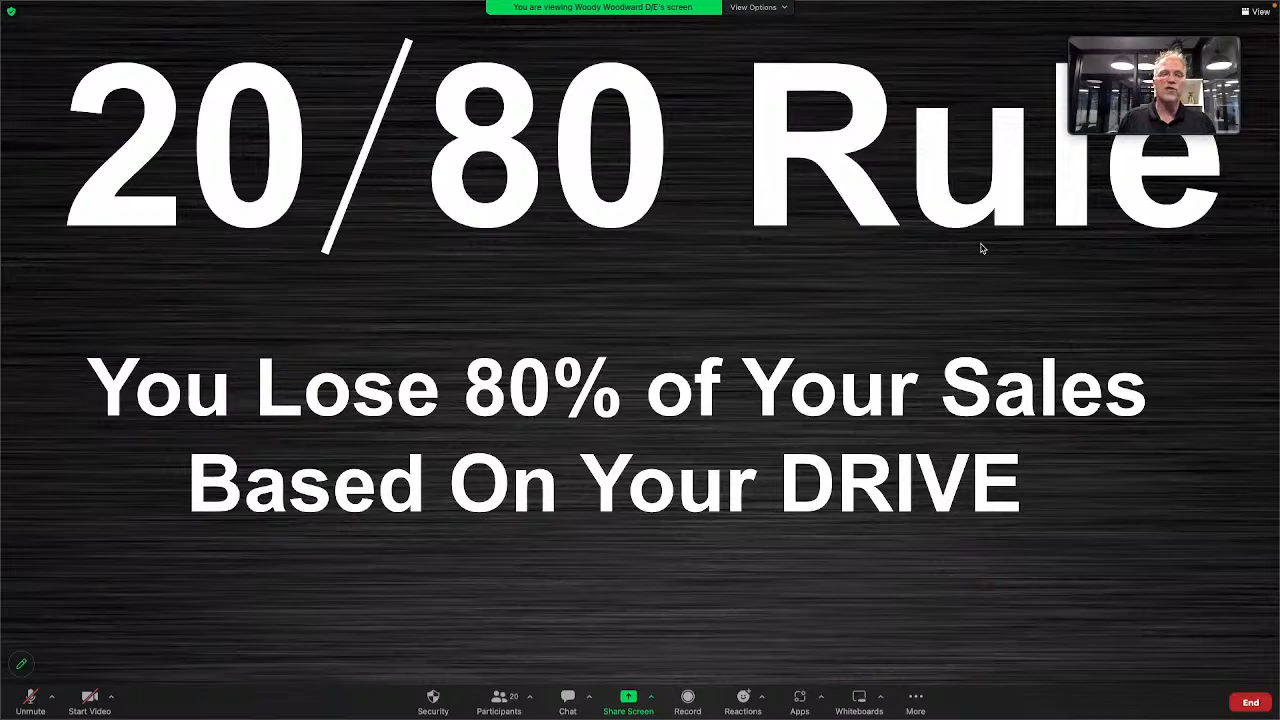 You are viewing Woody Woodward D/E's screen
View Options
View
20/80 Rule
You Lose 80% of Your Sales
Based On Your DRIVE
Unmute
Start Video
Security
Participants
20
Chat
Share Screen
Record
Reactions
Apps
Whiteboards
More
End